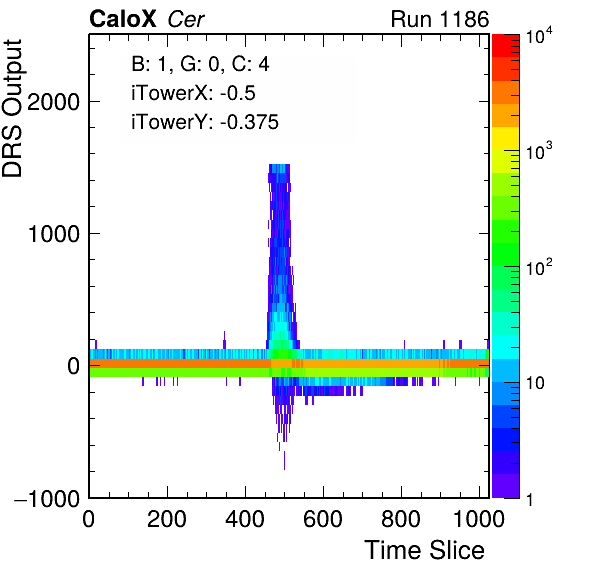 CaloX Cer Run 1186
DRS Output
B: 1, G: 0, C: 4
iTowerX: -0.5
iTowerY: -0.375
2000
1000
0
−1000
0 200 400 600 800 1000
Time Slice
10^4
10^3
10^2
10
1